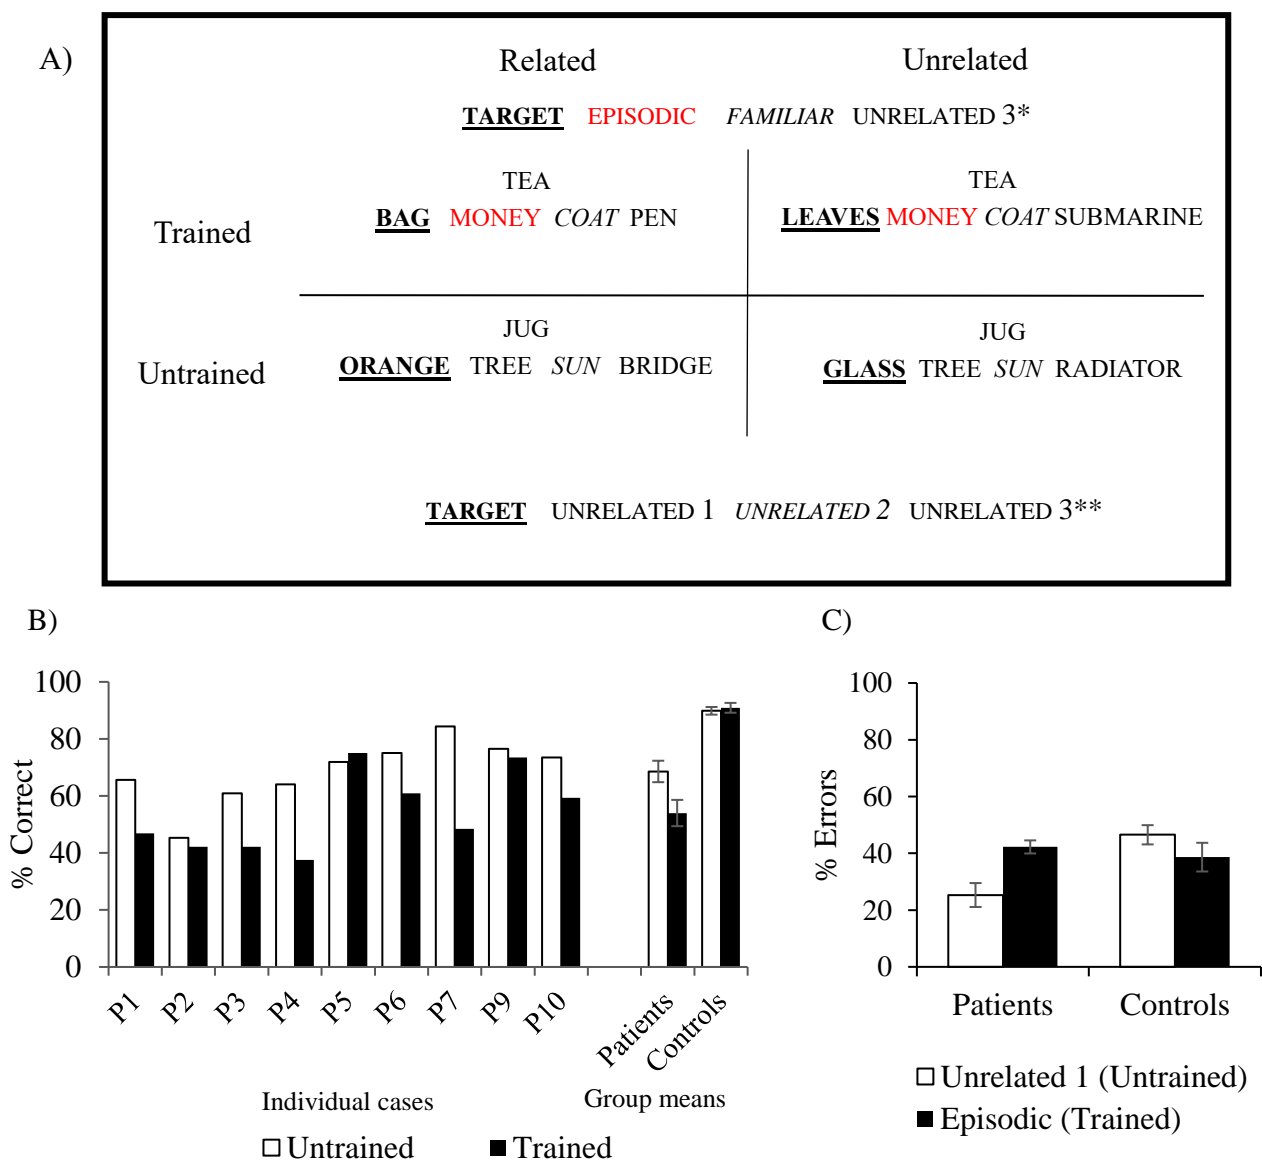 A)
Related Unrelated
TARGET EPISODIC FAMILIAR UNRELATED 3*
Trained
TEA
BAG MONEY COAT PEN
TEA
LEAVES MONEY COAT SUBMARINE
Untrained
JUG
ORANGE TREE SUN BRIDGE
JUG
GLASS TREE SUN RADIATOR
TARGET UNRELATED 1 UNRELATED 2 UNRELATED 3**
B)
% Correct
100
80
60
40
20
0
P1 P2 P3 P4 P5 P6 P7 P9 P10 Patients Controls
Individual cases Group means
Untrained Trained
C)
% Errors
100
80
60
40
20
0
Patients Controls
Unrelated 1 (Untrained)
Episodic (Trained)